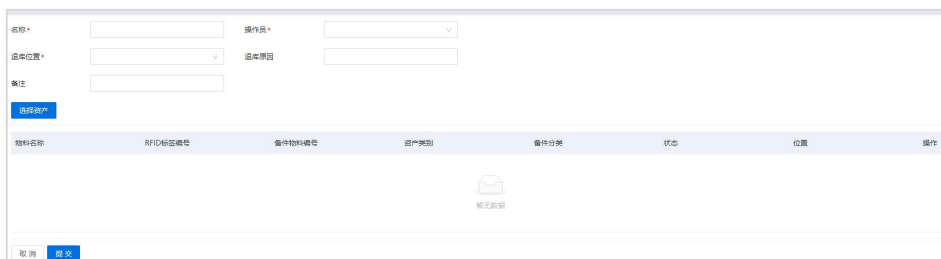 名称* 操作员*
退库位置* 退库原因
备注
选择资产
物料名称 RFID标签编号 备件物料编号 资产类别 备件分类 状态 位置 操作
暂无数据
取消 提交